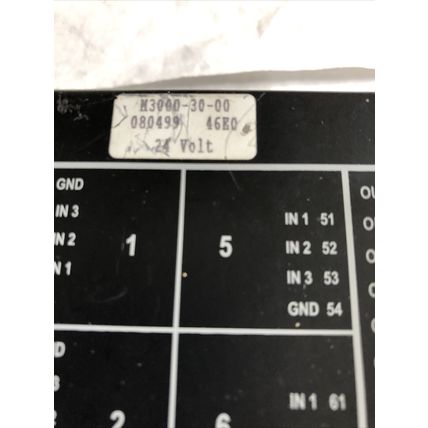 M3000-30-00
080499 46E0
24 Volt
GND
IN 3
IN 2
IN 1
1
5
IN 1 51
IN 2 52
IN 3 53
GND 54
2
6
IN 1 61